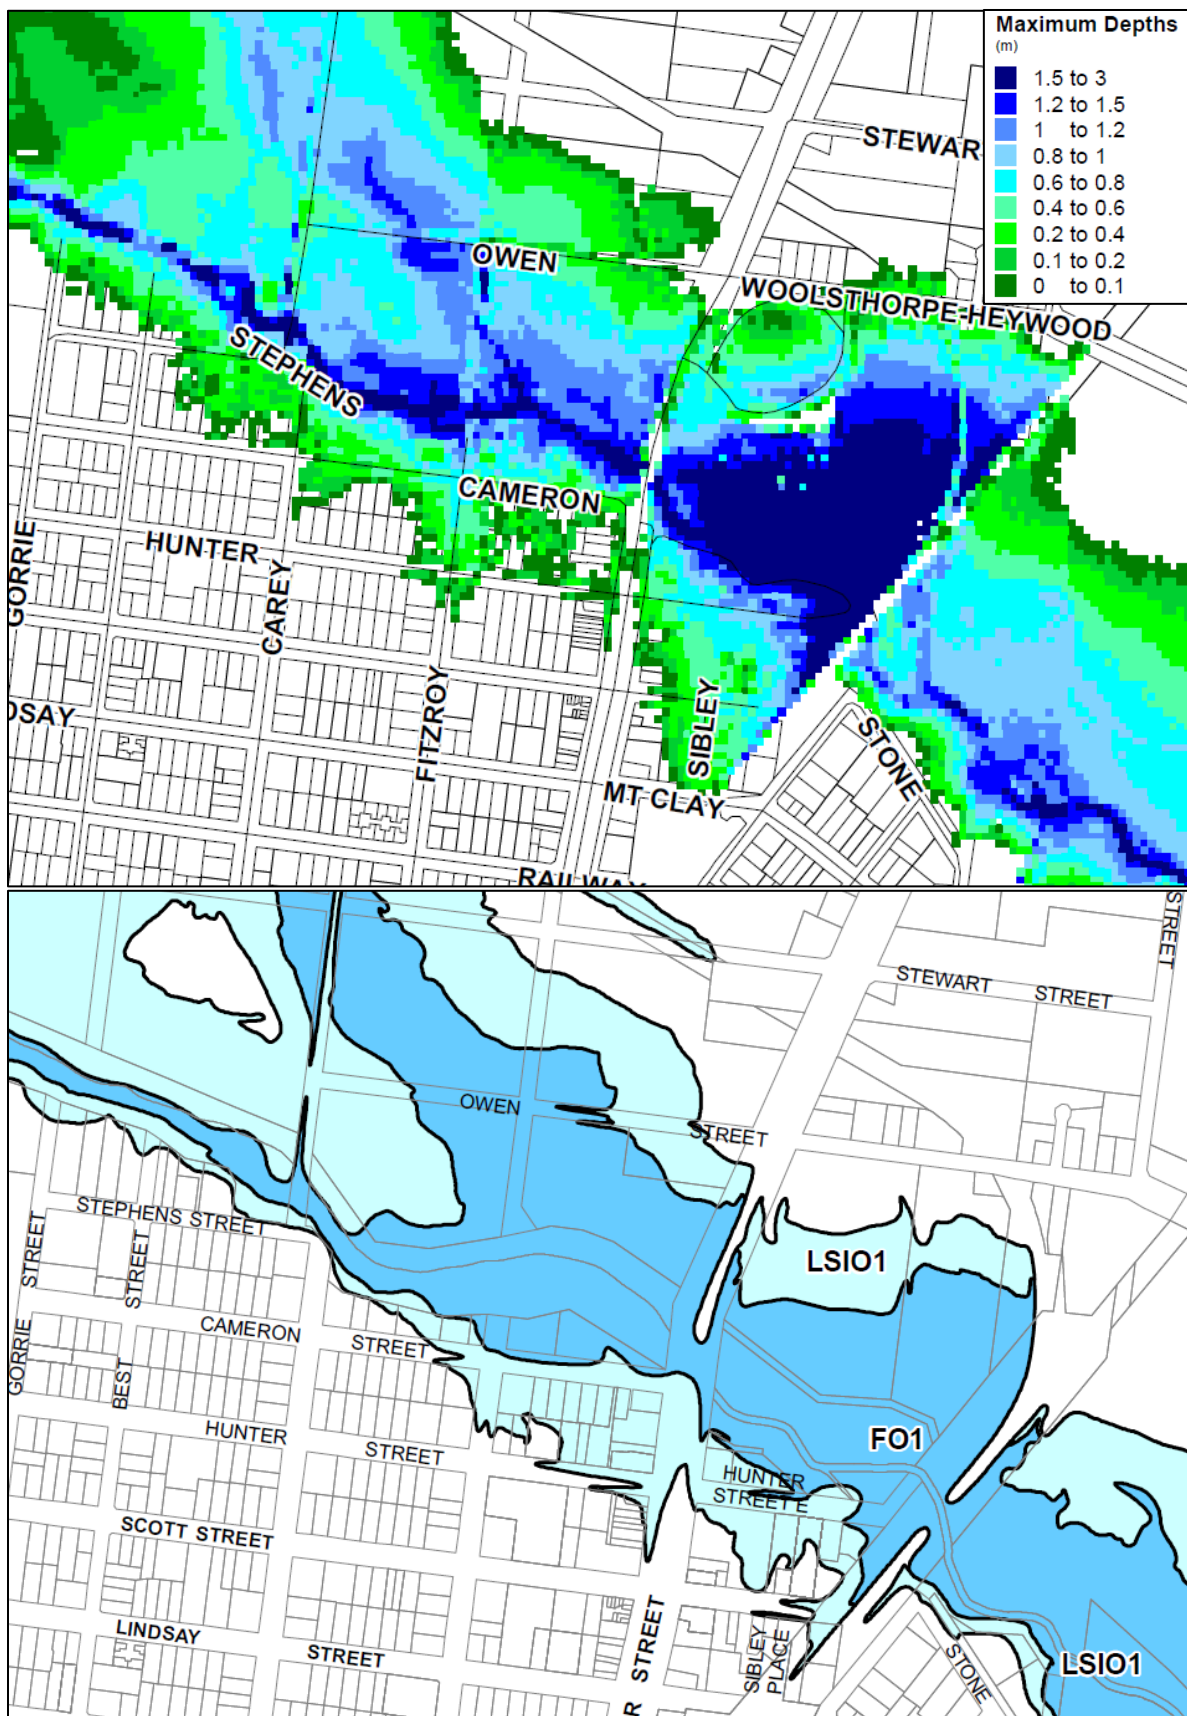 Maximum Depths
(m)
1.5 to 3
1.2 to 1.5
1 to 1.2
0.8 to 1
0.6 to 0.8
0.4 to 0.6
0.2 to 0.4
0.1 to 0.2
0 to 0.1
STEWAR
OWEN
WOOLSTHORPE-HEYWOOD
STEPHENS
CAMERON
HUNTER
GORRIE
CAREY
FITZROY
DSAY
SIBLEY
STONE
MT CLAY
RAILWAY
STREET
STEWART STREET
OWEN STREET
LSIO1
STEPHENS STREET
STREET
STREET
CAMERON STREET
GORRIE
BEST
FO1
HUNTER STREET
HUNTER
STREET E
SCOTT STREET
LINDSAY STREET
R STREET
SIBLEY
PLACE
STONE
LSIO1